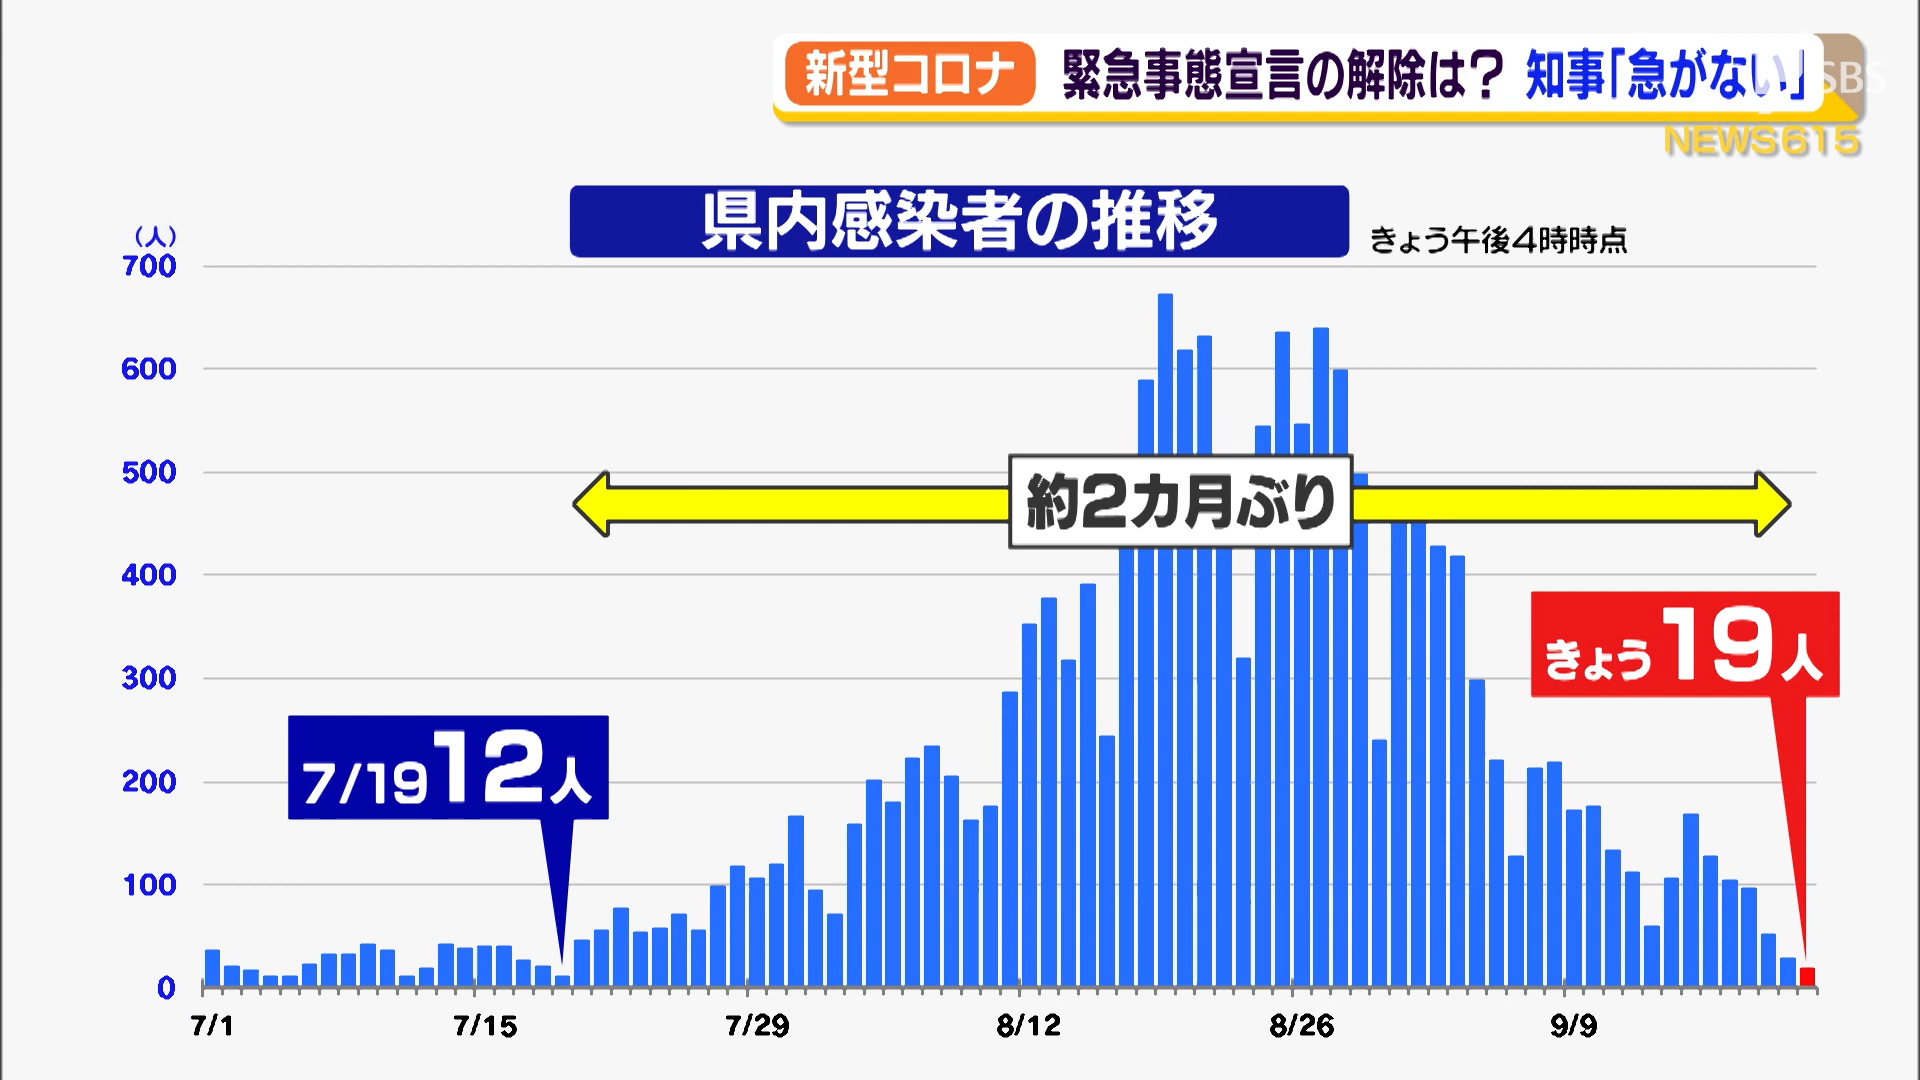 新型コロナ 緊急事態宣言の解除は? 知事「急がない」
SBS
NEWS615
県内感染者の推移
きょう午後4時時点
(人)
700
600
500
400
300
200
100
0
約2カ月ぶり
きょう19人
7/19 12人
7/1 7/15 7/29 8/12 8/26 9/9